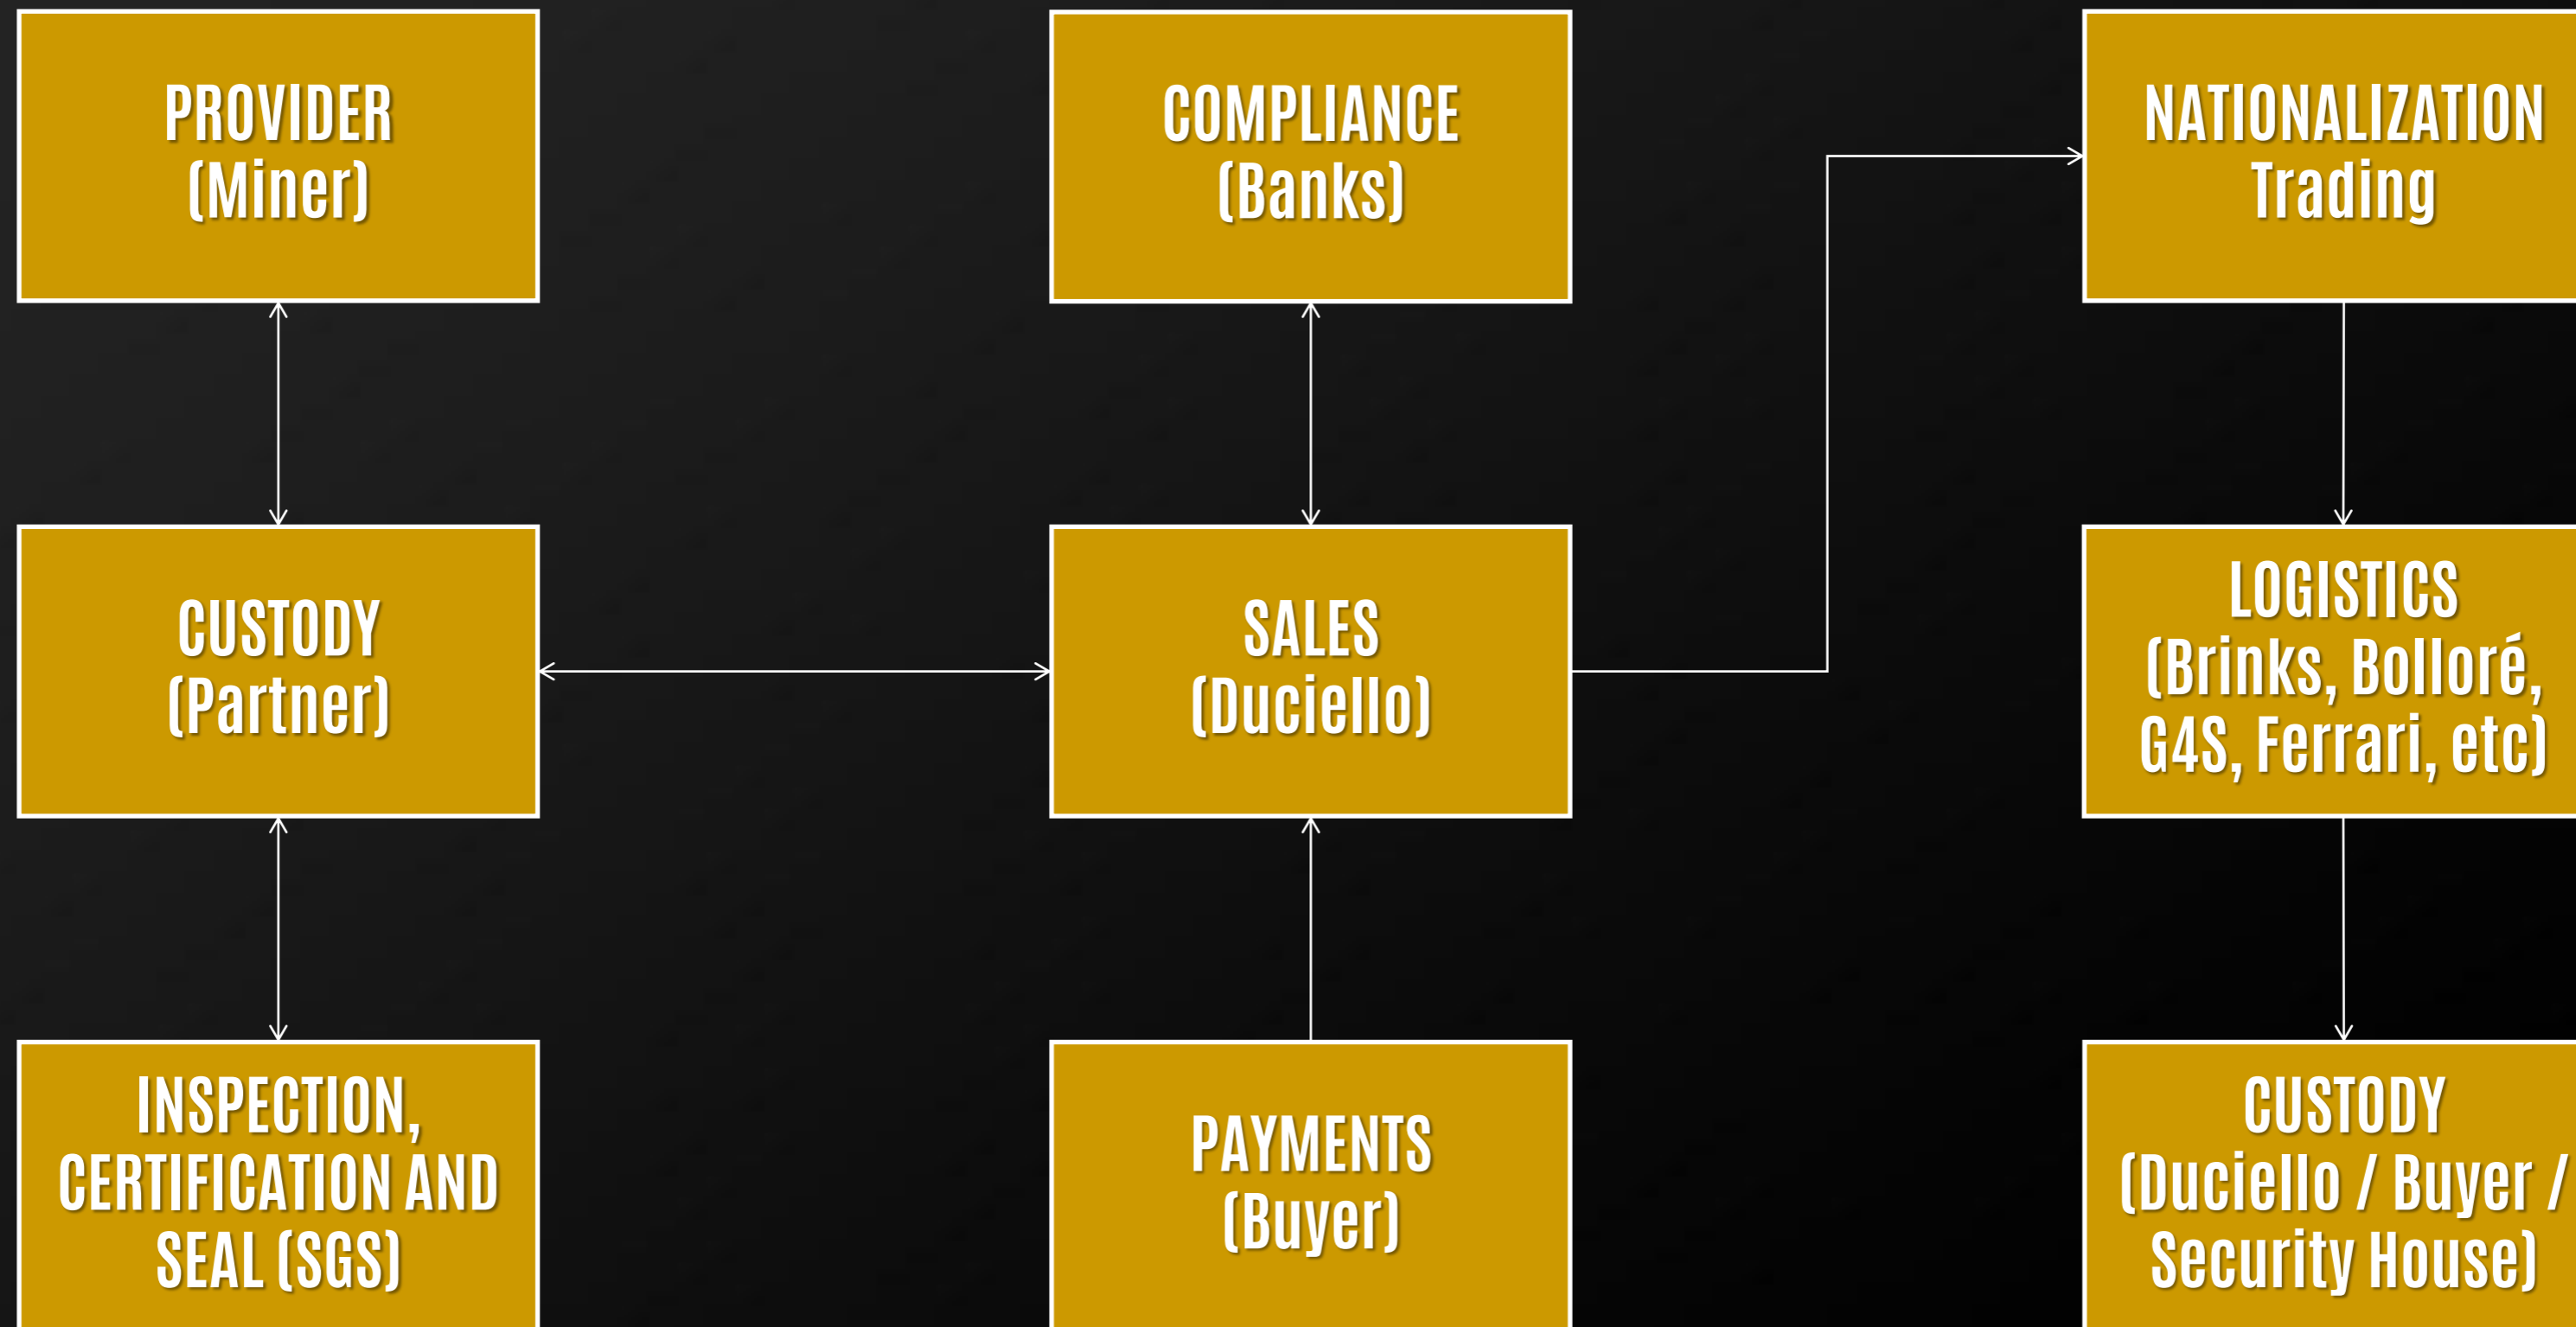 PROVIDER
(Miner)
COMPLIANCE
(Banks)
NATIONALIZATION
Trading
CUSTODY
(Partner)
SALES
(Duciello)
LOGISTICS
(Brinks, Bolloré,
G4S, Ferrari, etc)
INSPECTION,
CERTIFICATION AND
SEAL (SGS)
PAYMENTS
(Buyer)
CUSTODY
(Duciello / Buyer /
Security House)